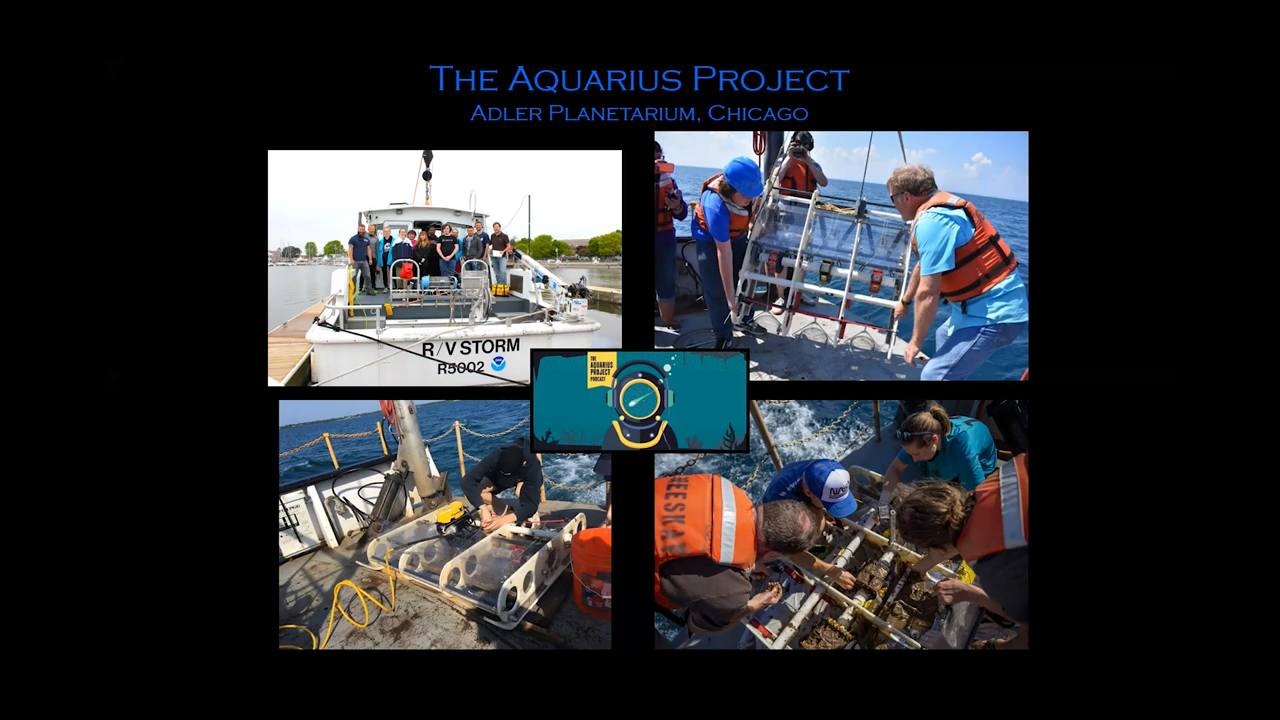 The Aquarius Project
Adler Planetarium, Chicago
R/V STORM
R5002
THE
AQUARIUS
PROJECT
PODCAST
NASA